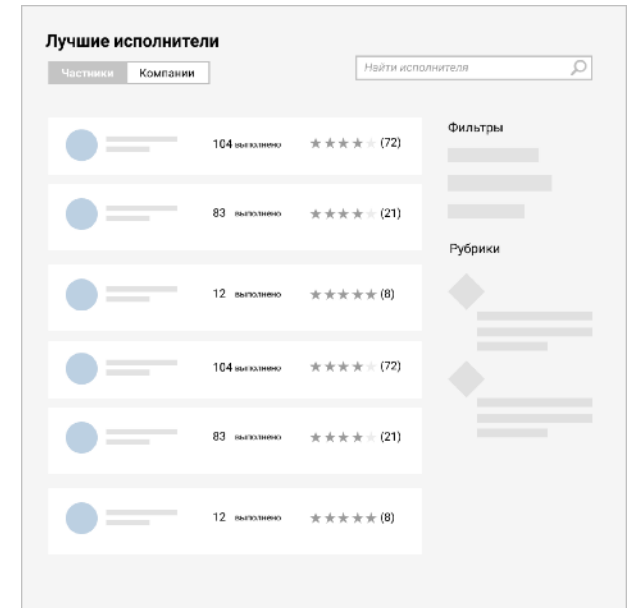 Лучшие исполнители
Частники Компании
Найти исполнителя
104 выполнено (72)
83 выполнено (21)
12 выполнено (8)
104 выполнено (72)
83 выполнено (21)
12 выполнено (8)
Фильтры
Рубрики